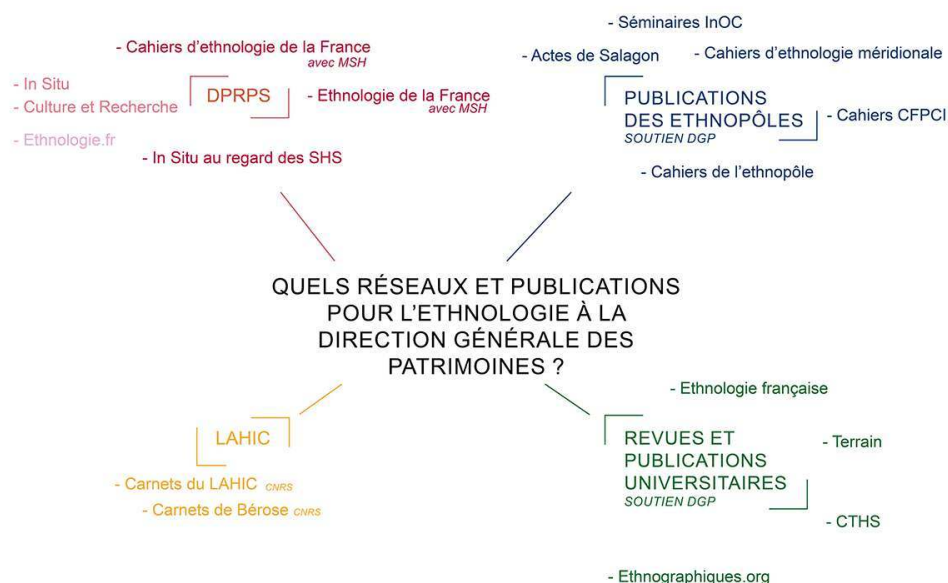 - Cahiers d'ethnologie de la France
avec MSH
- In Situ
- Culture et Recherche
- Ethnologie.fr
DPRPS
- Ethnologie de la France
avec MSH
- In Situ au regard des SHS
- Séminaires InOC
- Actes de Salagon
- Cahiers d'ethnologie méridionale
PUBLICATIONS
DES ETHNOPÔLES
SOUTIEN DGP
- Cahiers CFPCI
- Cahiers de l'ethnopôle
QUELS RÉSEAUX ET PUBLICATIONS
POUR L'ETHNOLOGIE À LA
DIRECTION GÉNÉRALE DES
PATRIMOINES ?
LAHIC
- Carnets du LAHIC CNRS
- Carnets de Bérose CNRS
- Ethnologie française
REVUES ET
PUBLICATIONS
UNIVERSITAIRES
SOUTIEN DGP
- Terrain
- CTHS
- Ethnographiques.org